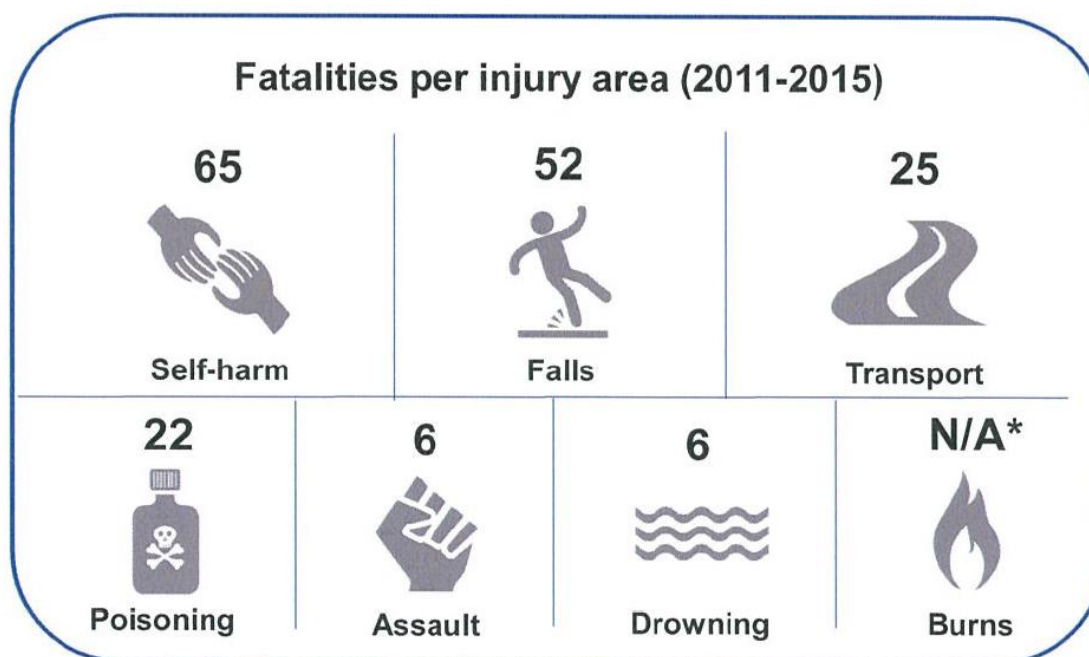 Fatalities per injury area (2011-2015)
65
52
25
Self-harm
Falls
Transport
22
6
6
N/A*
Poisoning
Assault
Drowning
Burns